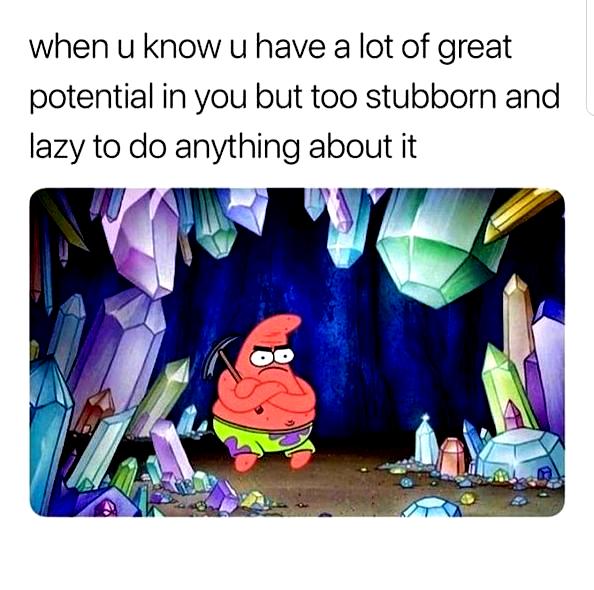 when u know u have a lot of great
potential in you but too stubborn and
lazy to do anything about it